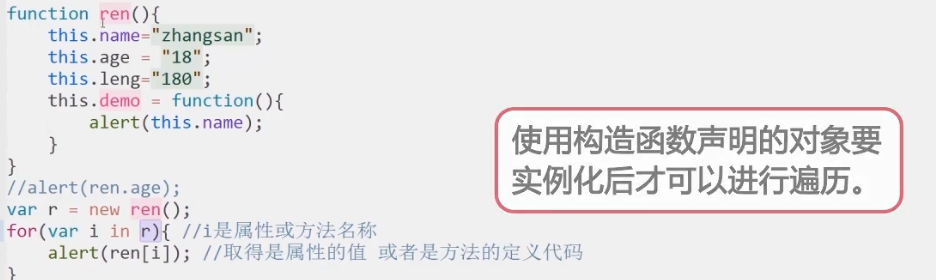 function ren(){
this.name="zhangsan";
this.age = "18";
this.leng="180";
this.demo = function(){
alert(this.name);
}
}
//alert(ren.age);
var r = new ren();
for(var i in r){ //i是属性或方法名称
alert(ren[i]); //取得是属性的值 或者是方法的定义代码
}
使用构造函数声明的对象要
实例化后才可以进行遍历。